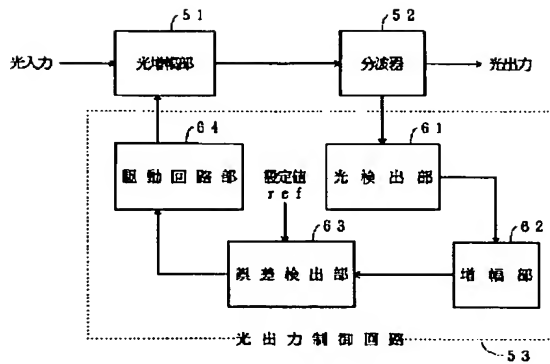 51
52
光入力
光増幅部
分波器
光出力
64
61
駆動回路部
設定値
ref
光検出部
63
62
誤差検出部
増幅部
光出力制御回路
53